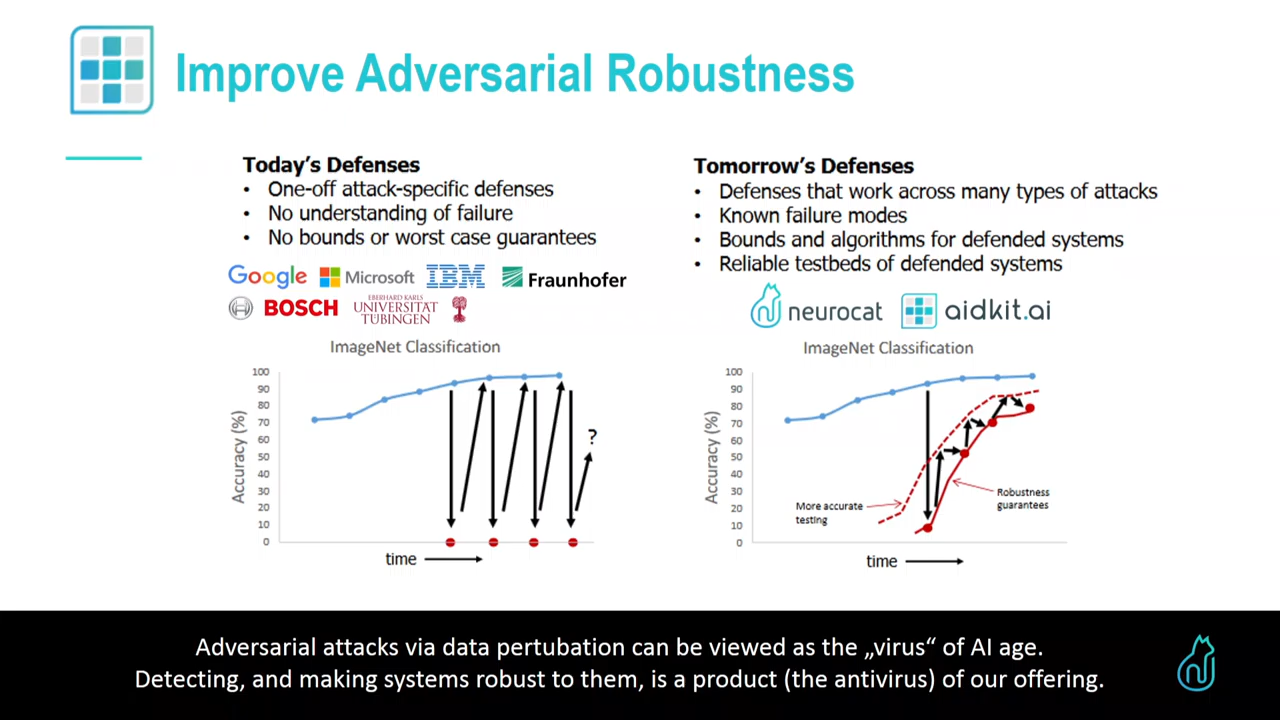 Improve Adversarial Robustness
Today's Defenses
• One-off attack-specific defenses
• No understanding of failure
• No bounds or worst case guarantees
Google Microsoft IBM Fraunhofer
BOSCH EBERHARD KARLS UNIVERSITÄT TÜBINGEN
ImageNet Classification
100
90
80
70
60
50
40
30
20
10
0
Accuracy (%)
?
time
Tomorrow's Defenses
• Defenses that work across many types of attacks
• Known failure modes
• Bounds and algorithms for defended systems
• Reliable testbeds of defended systems
neurocat aidkit.ai
ImageNet Classification
100
90
80
70
60
50
40
30
20
10
0
Accuracy (%)
More accurate
testing
Robustness
guarantees
time
Adversarial attacks via data pertubation can be viewed as the „virus“ of AI age.
Detecting, and making systems robust to them, is a product (the antivirus) of our offering.